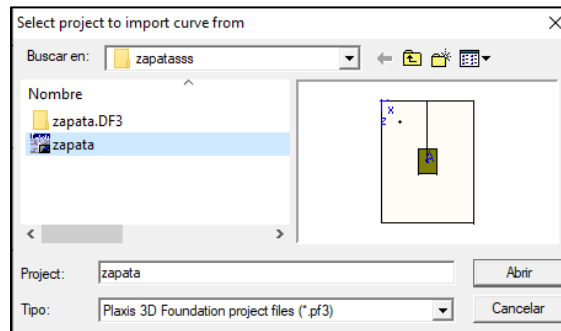 Select project to import curve from
Buscar en: zapatasss
Nombre
zapata.DF3
zapata
x
z
A
Project: zapata Abrir
Tipo: Plaxis 3D Foundation project files (*.pf3) Cancelar